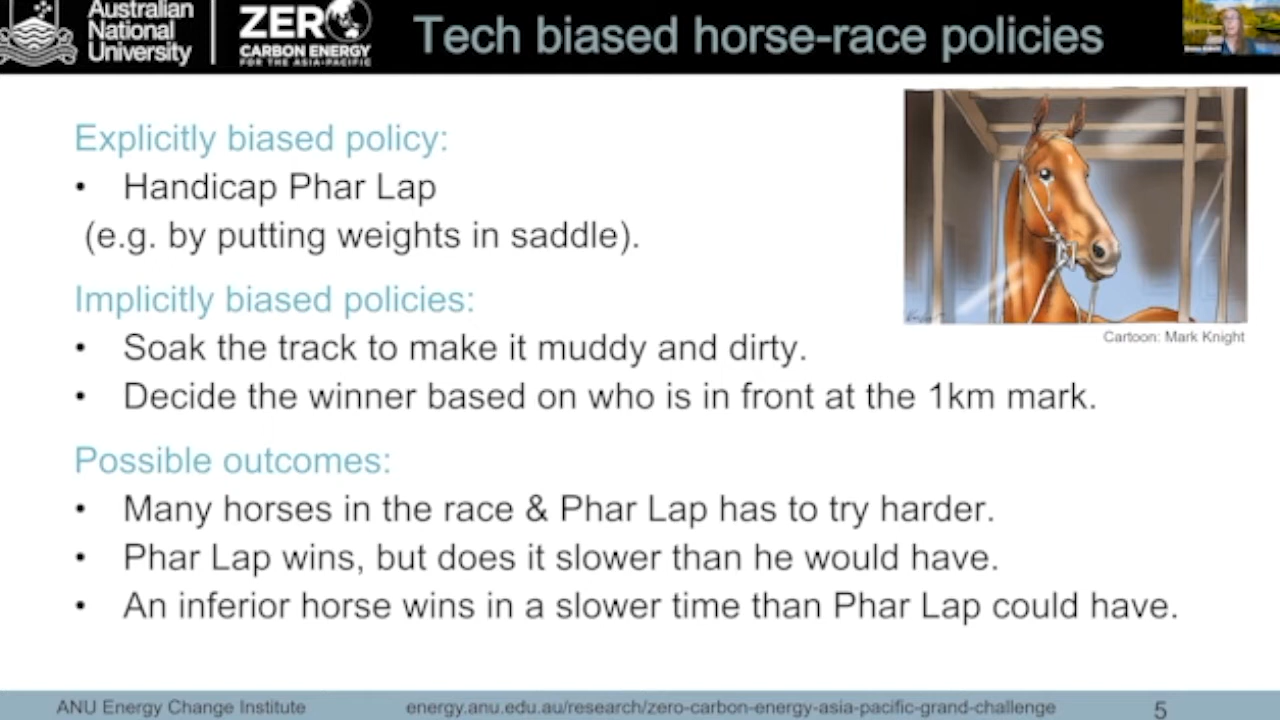 Australian
National
University
ZERO
CARBON ENERGY
FOR THE ASIA-PACIFIC
Tech biased horse-race policies
Explicitly biased policy:
• Handicap Phar Lap
(e.g. by putting weights in saddle).
Implicitly biased policies:
• Soak the track to make it muddy and dirty.
• Decide the winner based on who is in front at the 1km mark.
Cartoon: Mark Knight
Possible outcomes:
• Many horses in the race & Phar Lap has to try harder.
• Phar Lap wins, but does it slower than he would have.
• An inferior horse wins in a slower time than Phar Lap could have.
ANU Energy Change Institute
energy.anu.edu.au/research/zero-carbon-energy-asia-pacific-grand-challenge
5